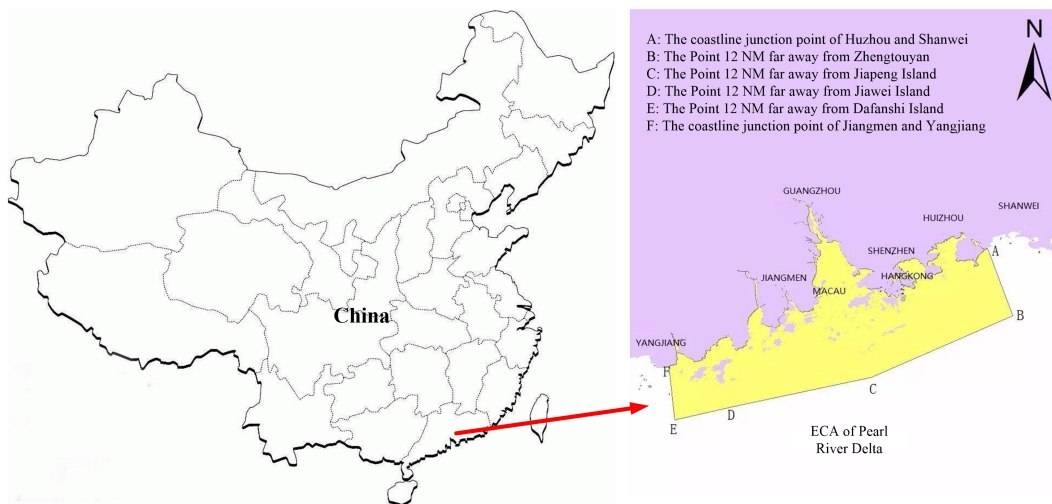 China
A: The coastline junction point of Huzhou and Shanwei
B: The Point 12 NM far away from Zhengtouyan
C: The Point 12 NM far away from Jiapeng Island
D: The Point 12 NM far away from Jiawei Island
E: The Point 12 NM far away from Dafanshi Island
F: The coastline junction point of Jiangmen and Yangjiang
N
GUANGZHOU
SHANWEI
HUIZHOU
SHENZHEN
A
JIANGMEN
HANGKONG
MACAU
B
YANGJIANG
F
C
D
E
ECA of Pearl
River Delta